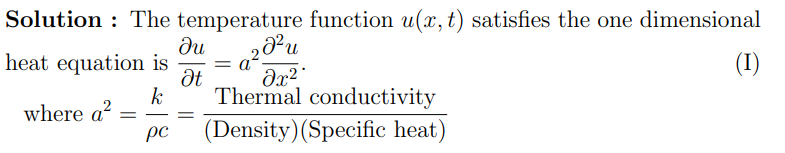 Solution : The temperature function u(x, t) satisfies the one dimensional
heat equation is ∂u/∂t = a² ∂²u/∂x². (I)
where a² = k/ρc = Thermal conductivity/(Density)(Specific heat)